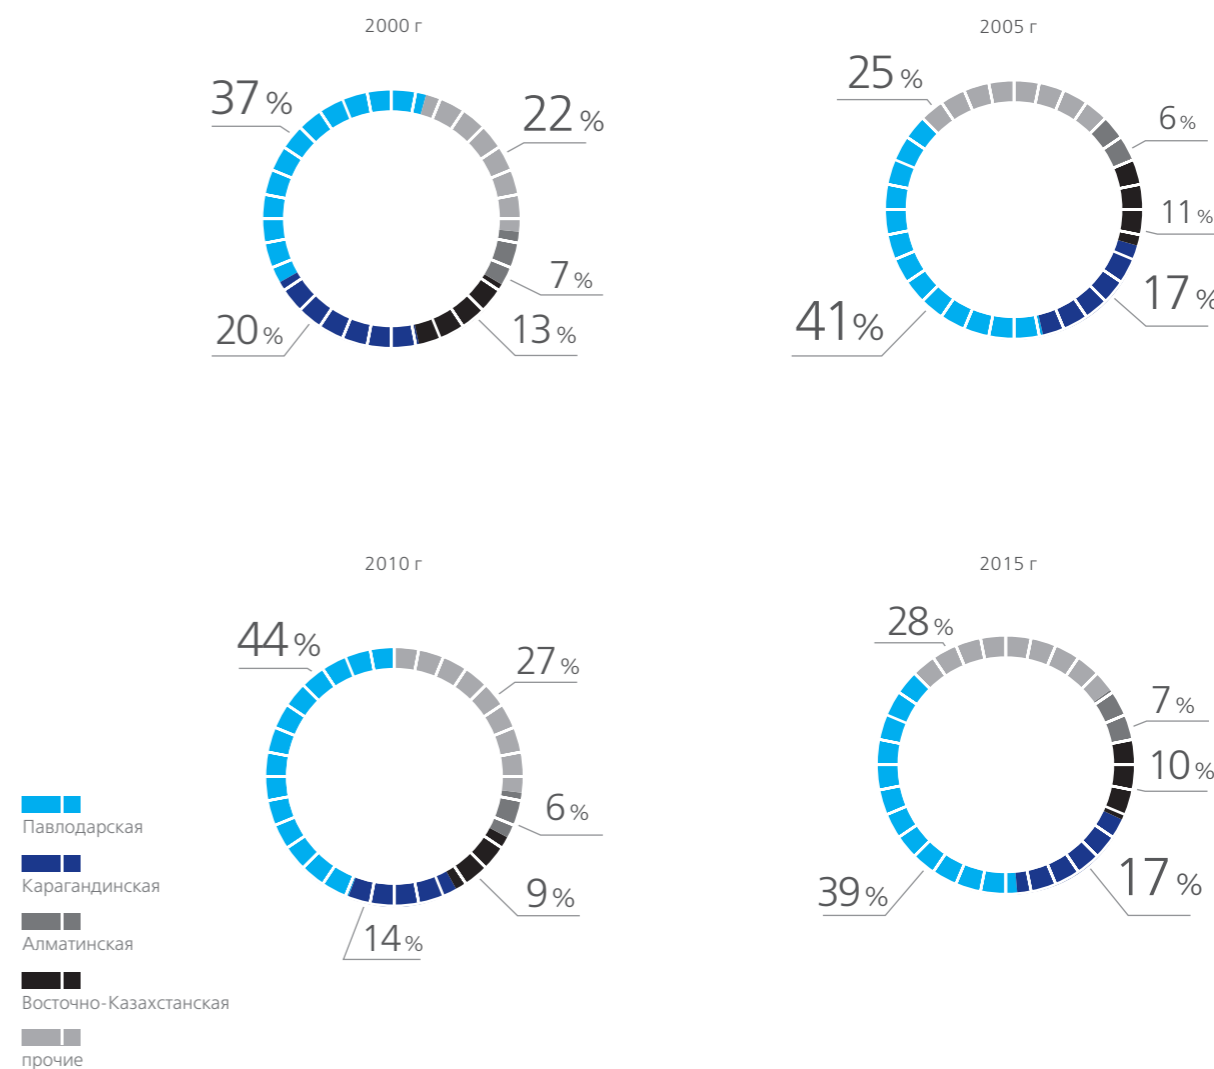 2000 г
37 %
22 %
7 %
13 %
20 %
2005 г
25 %
6 %
11 %
17 %
41%
2010 г
44 %
27 %
6 %
9 %
14 %
2015 г
28 %
7 %
10 %
17 %
39 %
Павлодарская
Карагандинская
Алматинская
Восточно-Казахстанская
прочие